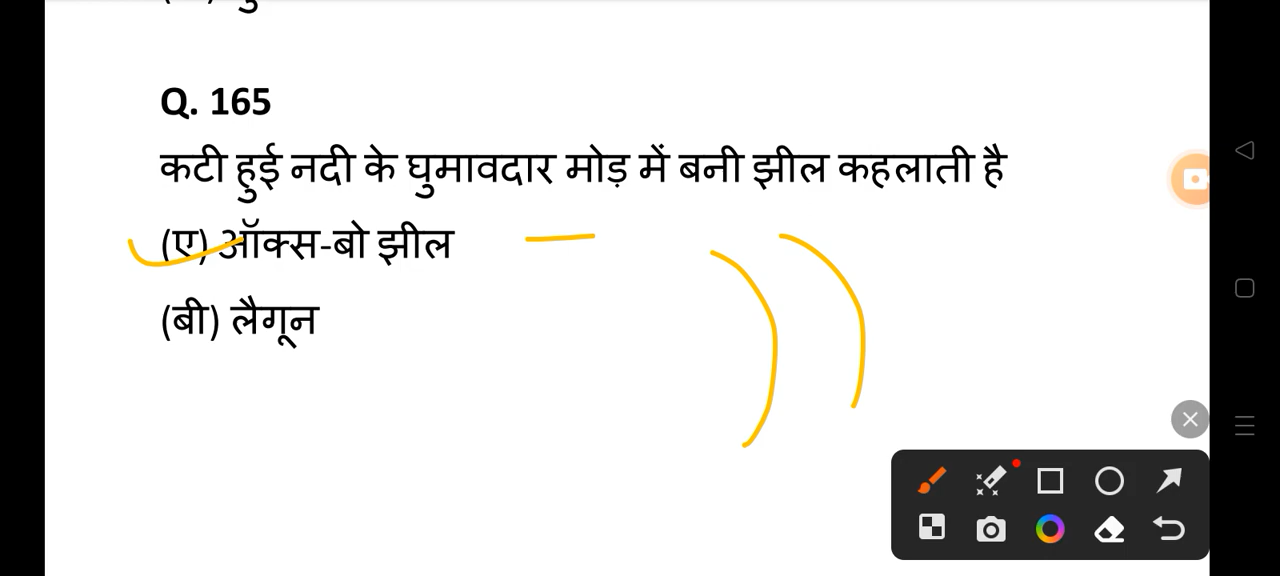 Q. 165
कटी हुई नदी के घुमावदार मोड़ में बनी झील कहलाती है
(ए) ऑक्स-बो झील
(बी) लैगून